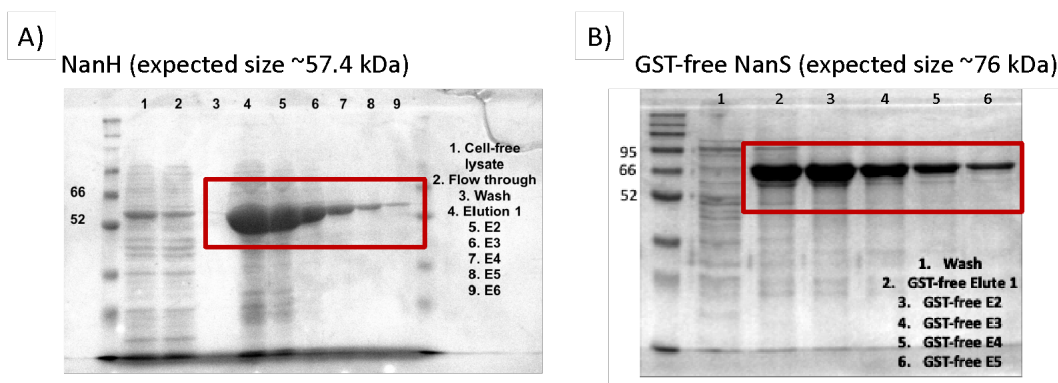 A)
NanH (expected size ~57.4 kDa)
1 2 3 4 5 6 7 8 9
66
52
1. Cell-free
lysate
2. Flow through
3. Wash
4. Elution 1
5. E2
6. E3
7. E4
8. E5
9. E6
B)
GST-free NanS (expected size ~76 kDa)
1 2 3 4 5 6
95
66
52
1. Wash
2. GST-free Elute 1
3. GST-free E2
4. GST-free E3
5. GST-free E4
6. GST-free E5